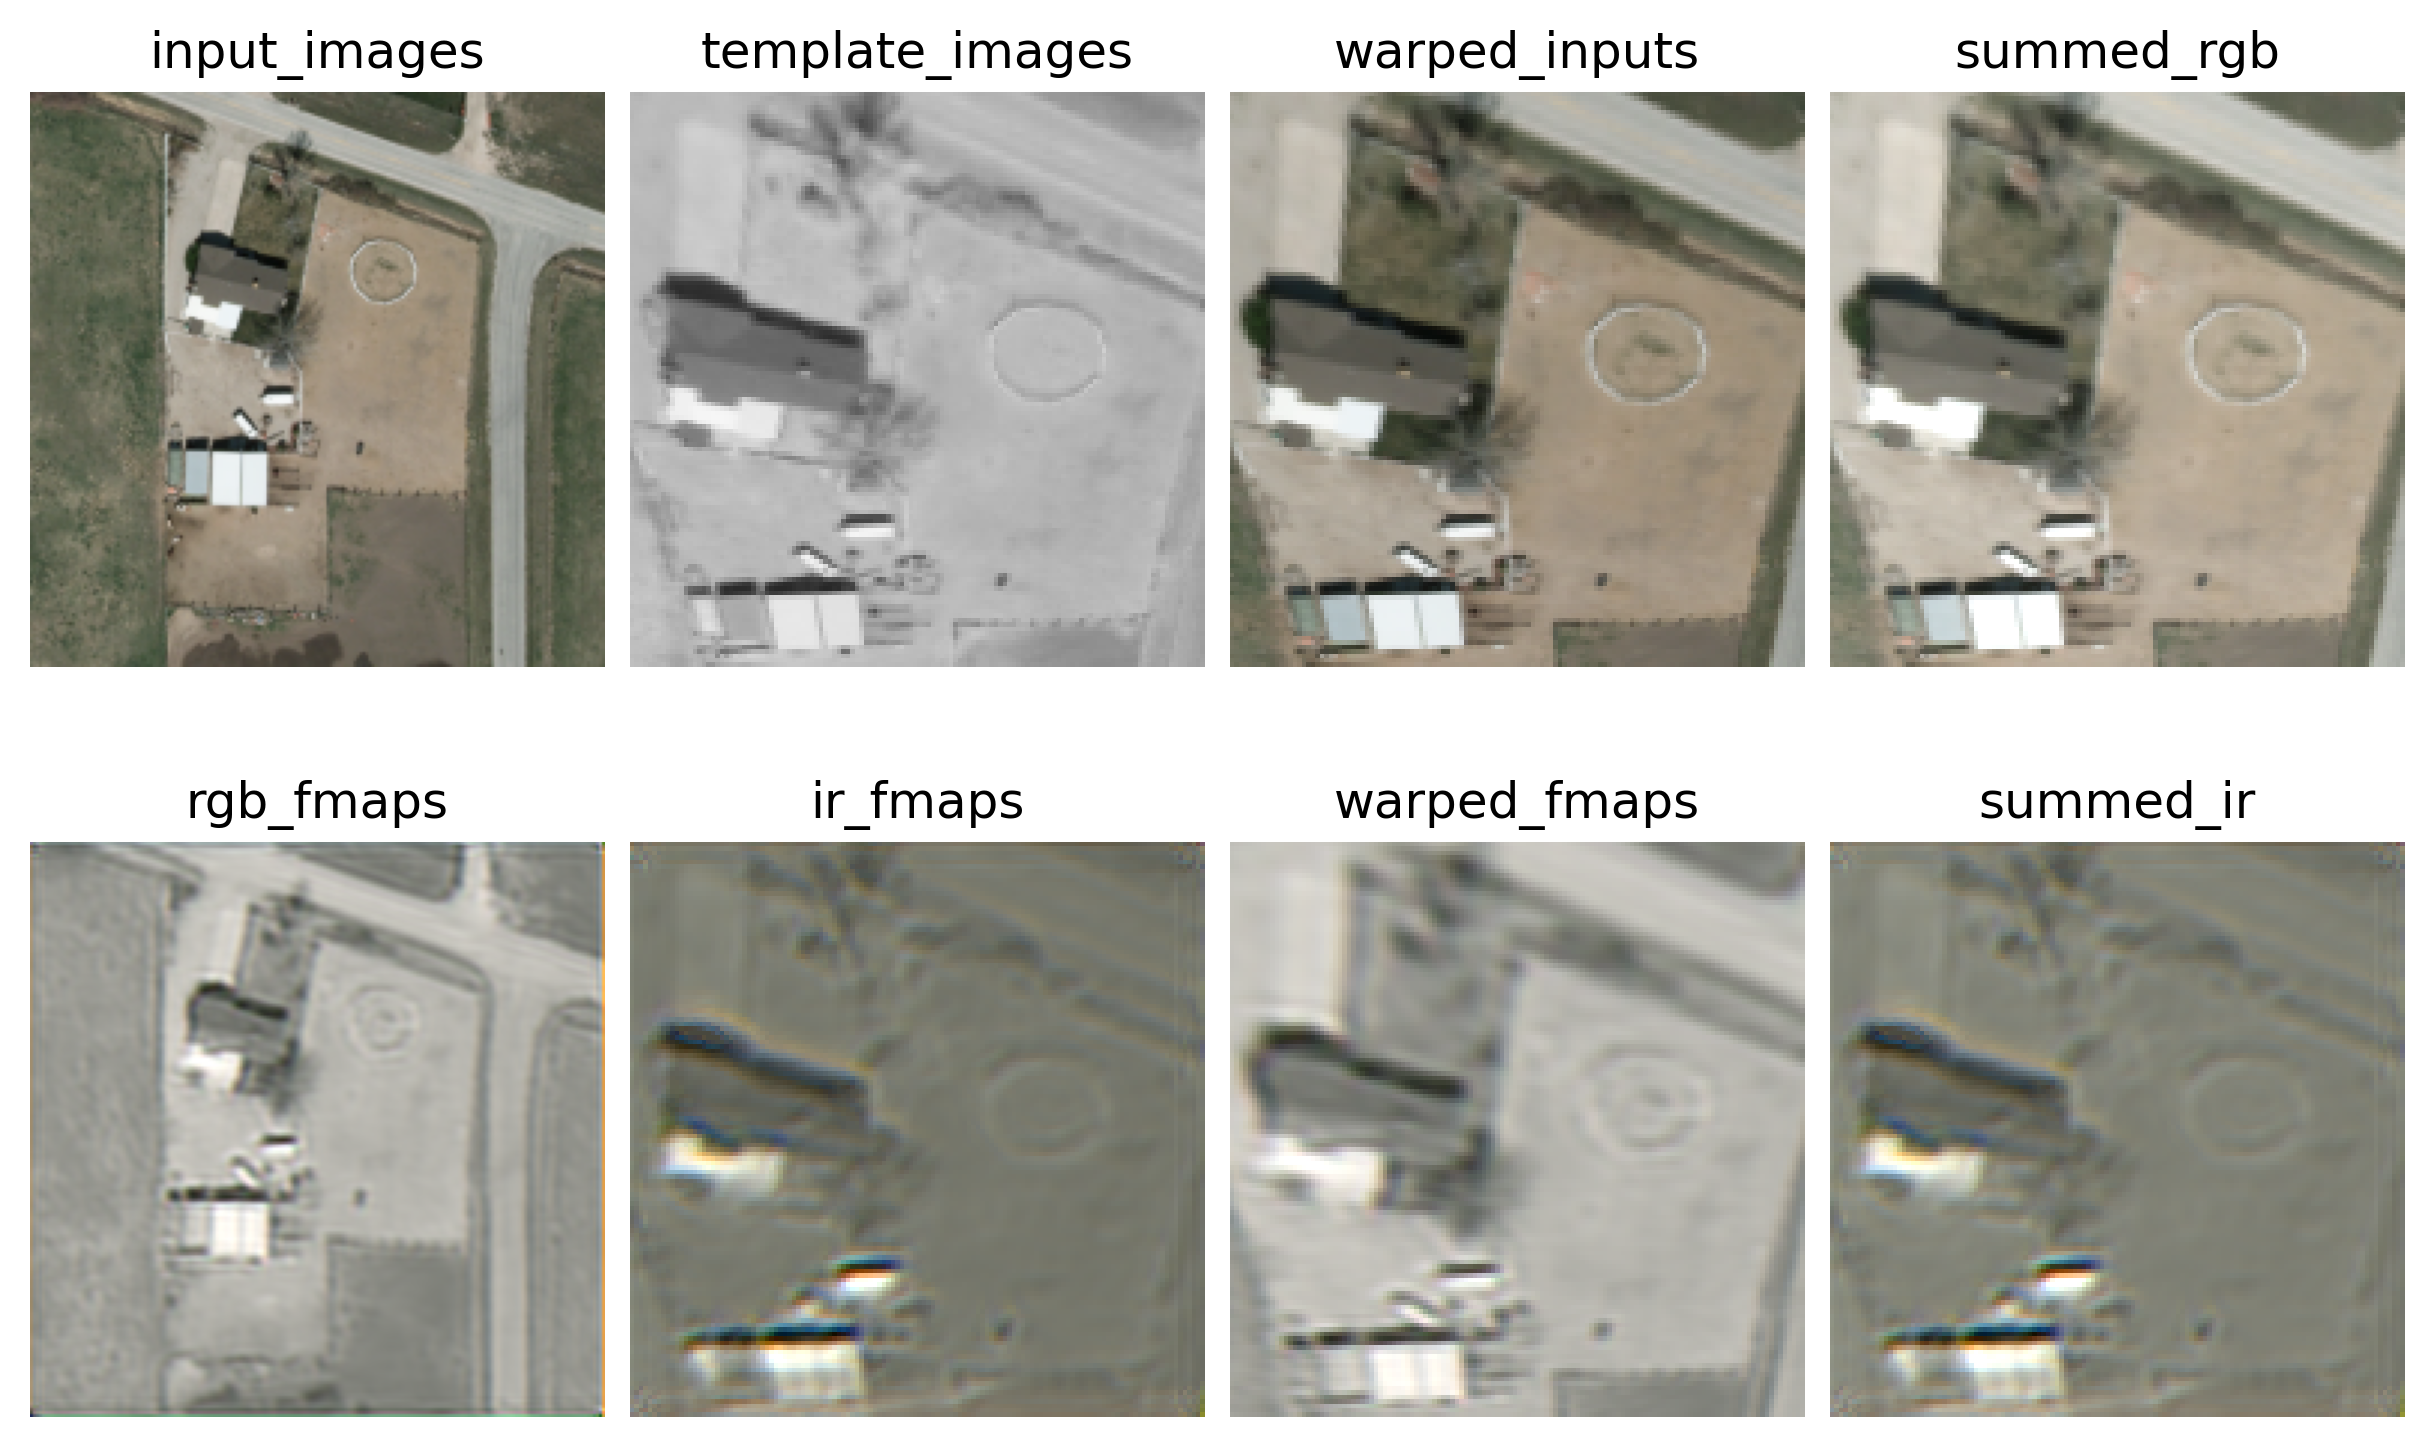 input_images
template_images
warped_inputs
summed_rgb
rgb_fmaps
ir_fmaps
warped_fmaps
summed_ir